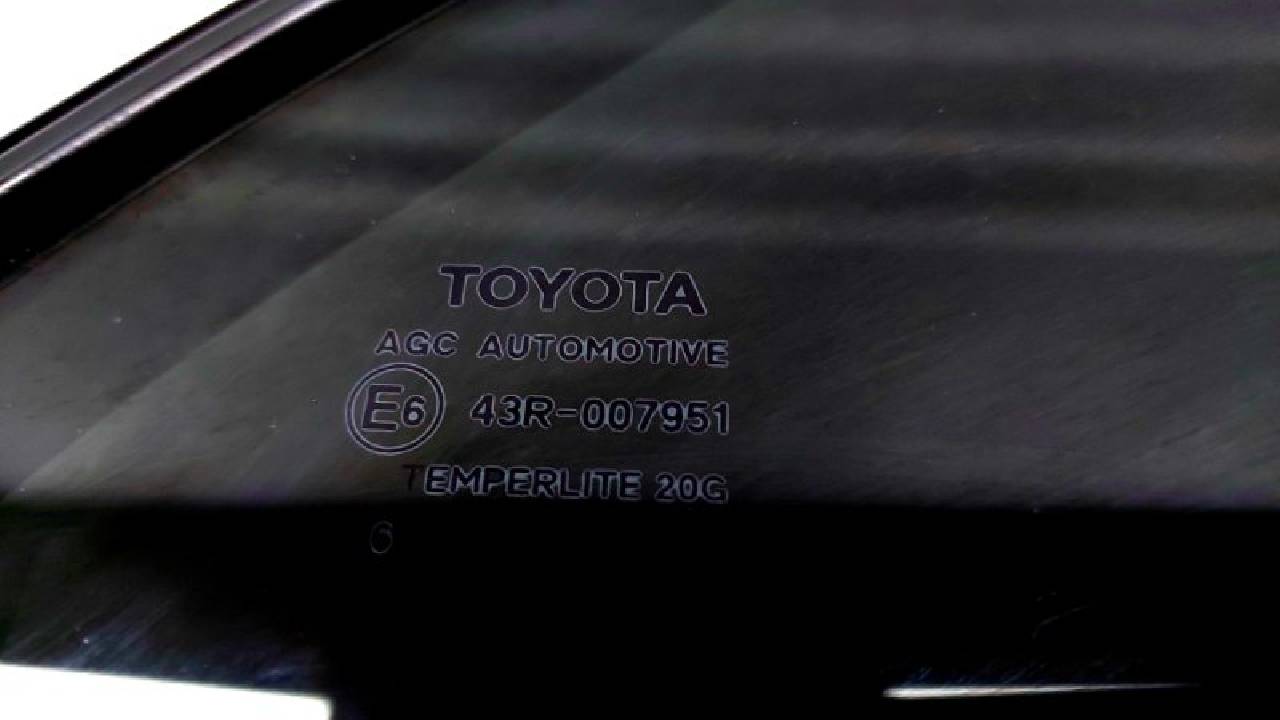 TOYOTA
AGC AUTOMOTIVE
E6 43R-007951
TEMPERLITE 20G
6